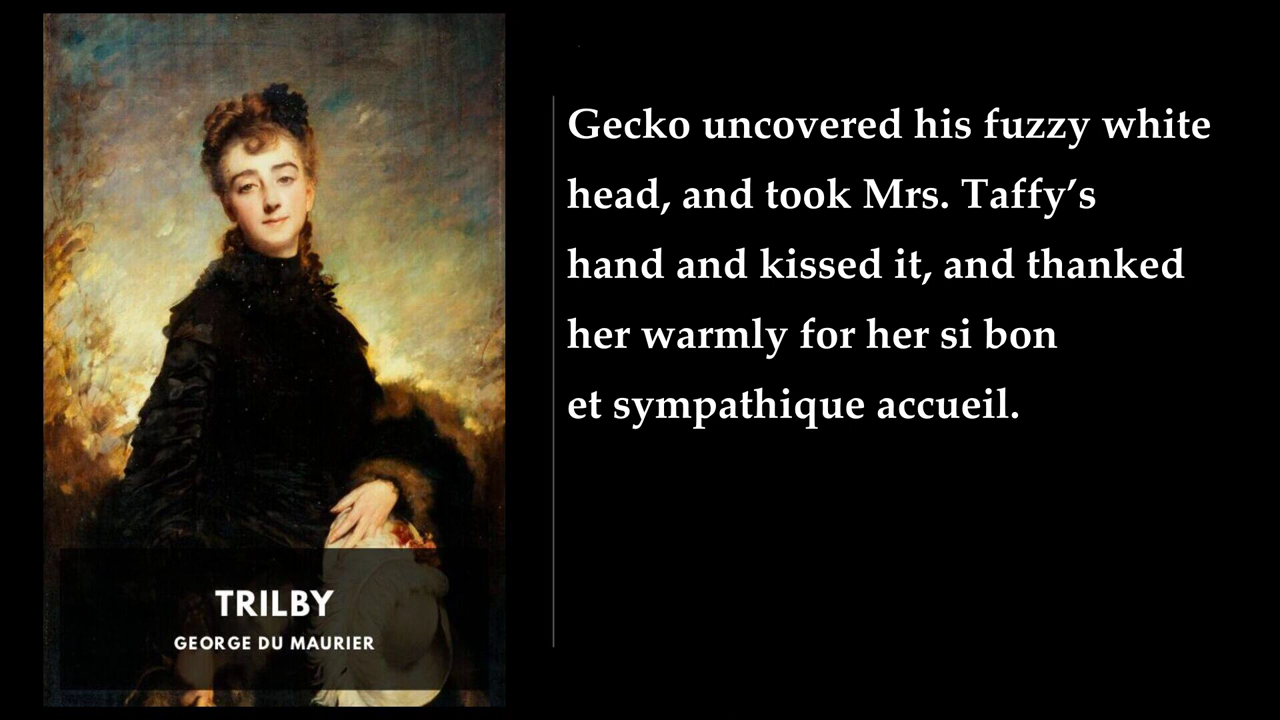 Gecko uncovered his fuzzy white
head, and took Mrs. Taffy’s
hand and kissed it, and thanked
her warmly for her si bon
et sympathique accueil.
TRILBY
GEORGE DU MAURIER